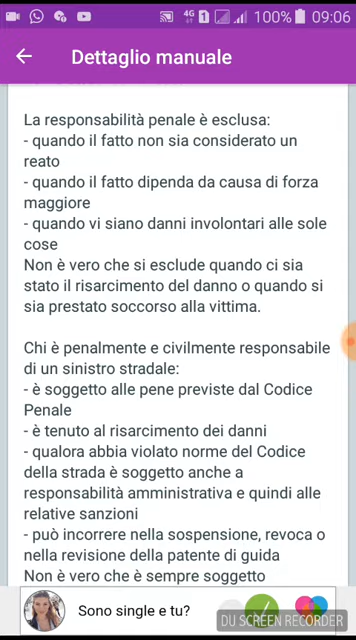 4G 1 100% 09:06
Dettaglio manuale
La responsabilità penale è esclusa:
- quando il fatto non sia considerato un
reato
- quando il fatto dipenda da causa di forza
maggiore
- quando vi siano danni involontari alle sole
cose
Non è vero che si esclude quando ci sia
stato il risarcimento del danno o quando si
sia prestato soccorso alla vittima.
Chi è penalmente e civilmente responsabile
di un sinistro stradale:
- è soggetto alle pene previste dal Codice
Penale
- è tenuto al risarcimento dei danni
- qualora abbia violato norme del Codice
della strada è soggetto anche a
responsabilità amministrativa e quindi alle
relative sanzioni
- può incorrere nella sospensione, revoca o
nella revisione della patente di guida
Non è vero che è sempre soggetto
Sono single e tu?
DU SCREEN RECORDER